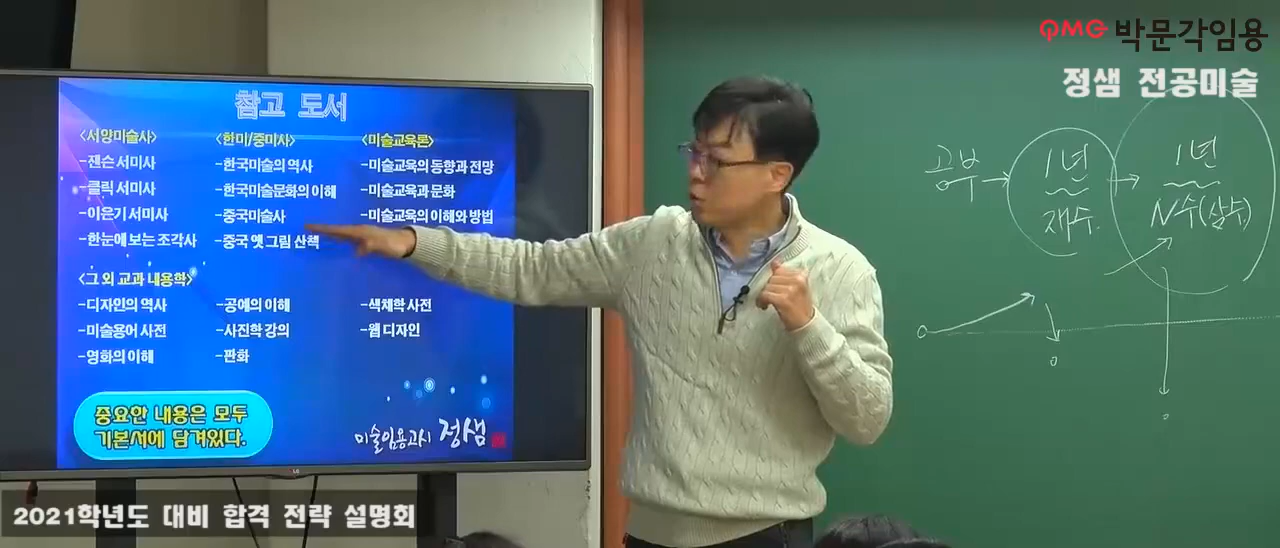 PMG 박문각임용
정샘 전공미술
참고 도서
<서양미술사>
-잰슨 서미사
-클릭 서미사
-이은기 서미사
-한눈에 보는 조각사
<한미/중미사>
-한국미술의 역사
-한국미술문화의 이해
-중국미술사
-중국 옛 그림 산책
<미술교육론>
-미술교육의 동향과 전망
-미술교육과 문화
-미술교육의 이해와 방법
<그 외 교과 내용학>
-디자인의 역사
-미술용어 사전
-영화의 이해
-공예의 이해
-사진학 강의
-판화
-색채학 사전
-웹 디자인
중요한 내용은 모두
기본서에 담겨있다.
미술임용고시 정샘
LG
공부
1년
재수.
1년
N수(삼수)
2021학년도 대비 합격 전략 설명회